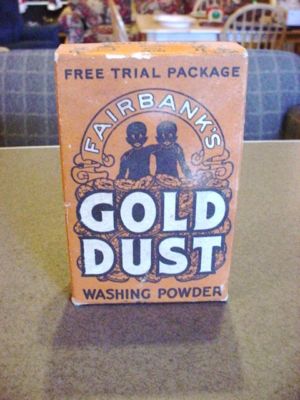 FREE TRIAL PACKAGE
FAIRBANK'S
GOLD
DUST
WASHING POWDER